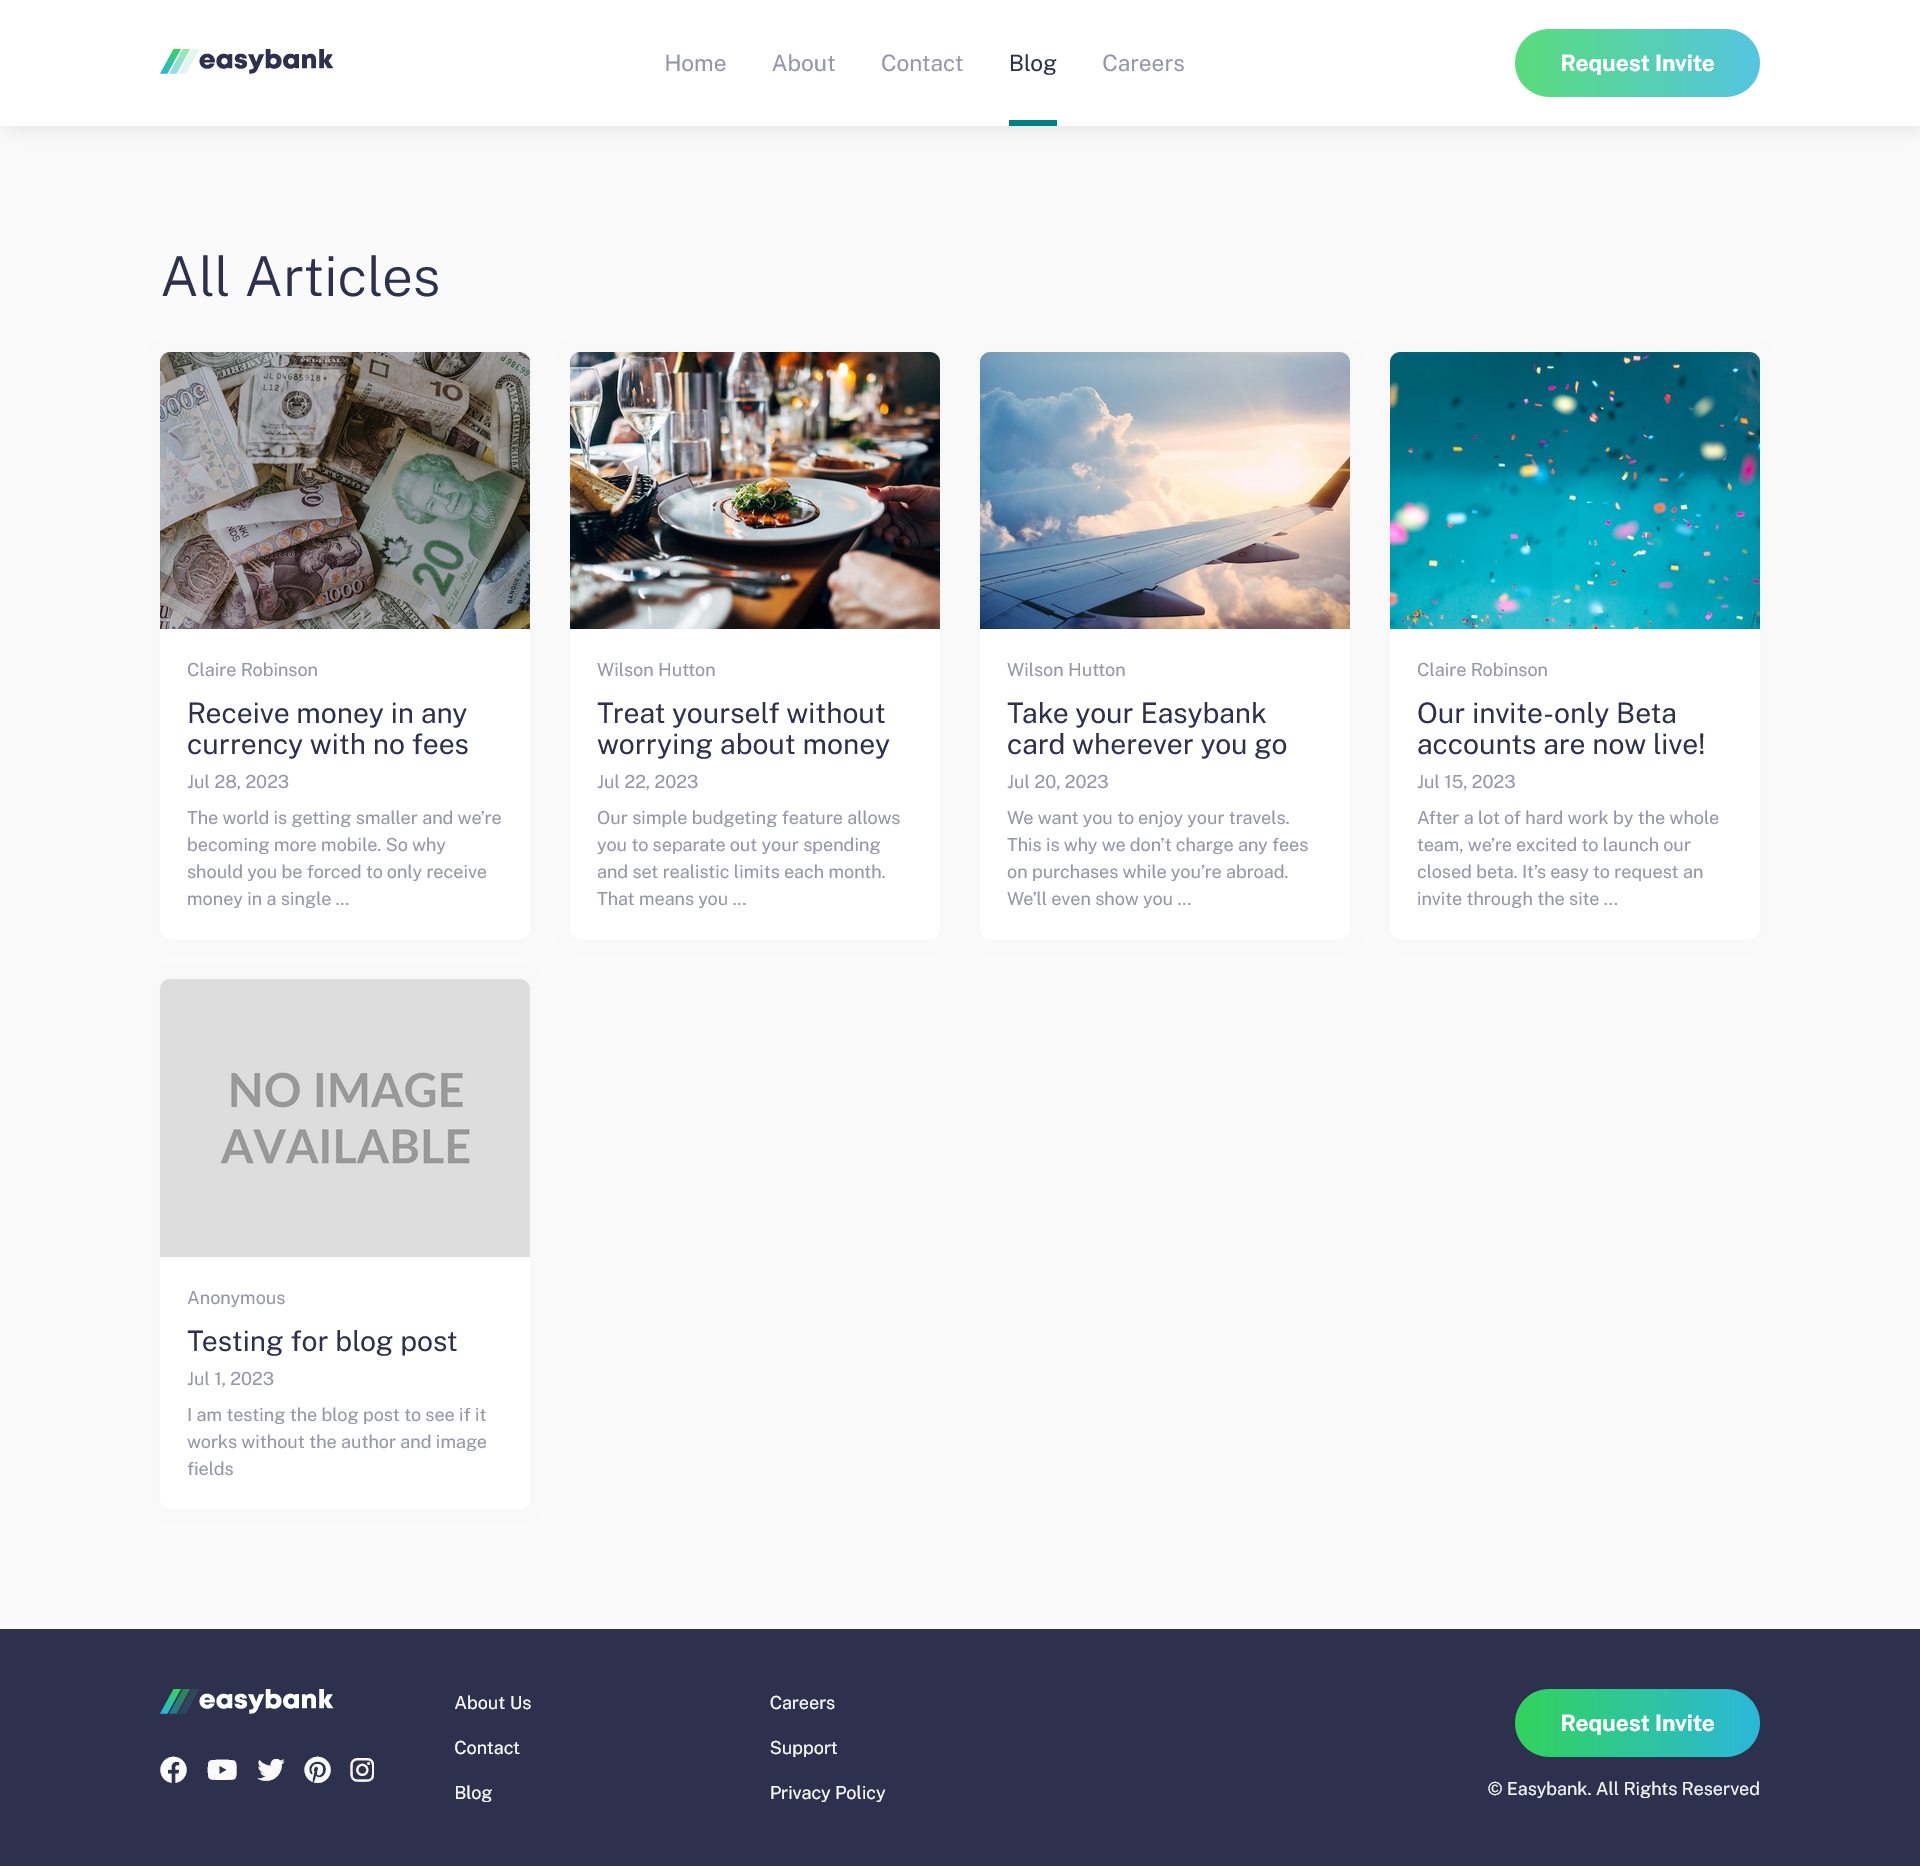 easybank
Home About Contact Blog Careers
Request Invite
All Articles
FEDERAL
JL 04685918 *
L12
10
20
1000
Claire Robinson
Receive money in any
currency with no fees
Jul 28, 2023
The world is getting smaller and we’re
becoming more mobile. So why
should you be forced to only receive
money in a single ...
Wilson Hutton
Treat yourself without
worrying about money
Jul 22, 2023
Our simple budgeting feature allows
you to separate out your spending
and set realistic limits each month.
That means you ...
Wilson Hutton
Take your Easybank
card wherever you go
Jul 20, 2023
We want you to enjoy your travels.
This is why we don’t charge any fees
on purchases while you’re abroad.
We’ll even show you ...
Claire Robinson
Our invite-only Beta
accounts are now live!
Jul 15, 2023
After a lot of hard work by the whole
team, we’re excited to launch our
closed beta. It’s easy to request an
invite through the site ...
NO IMAGE
AVAILABLE
Anonymous
Testing for blog post
Jul 1, 2023
I am testing the blog post to see if it
works without the author and image
fields
easybank
About Us
Contact
Blog
Careers
Support
Privacy Policy
Request Invite
© Easybank. All Rights Reserved